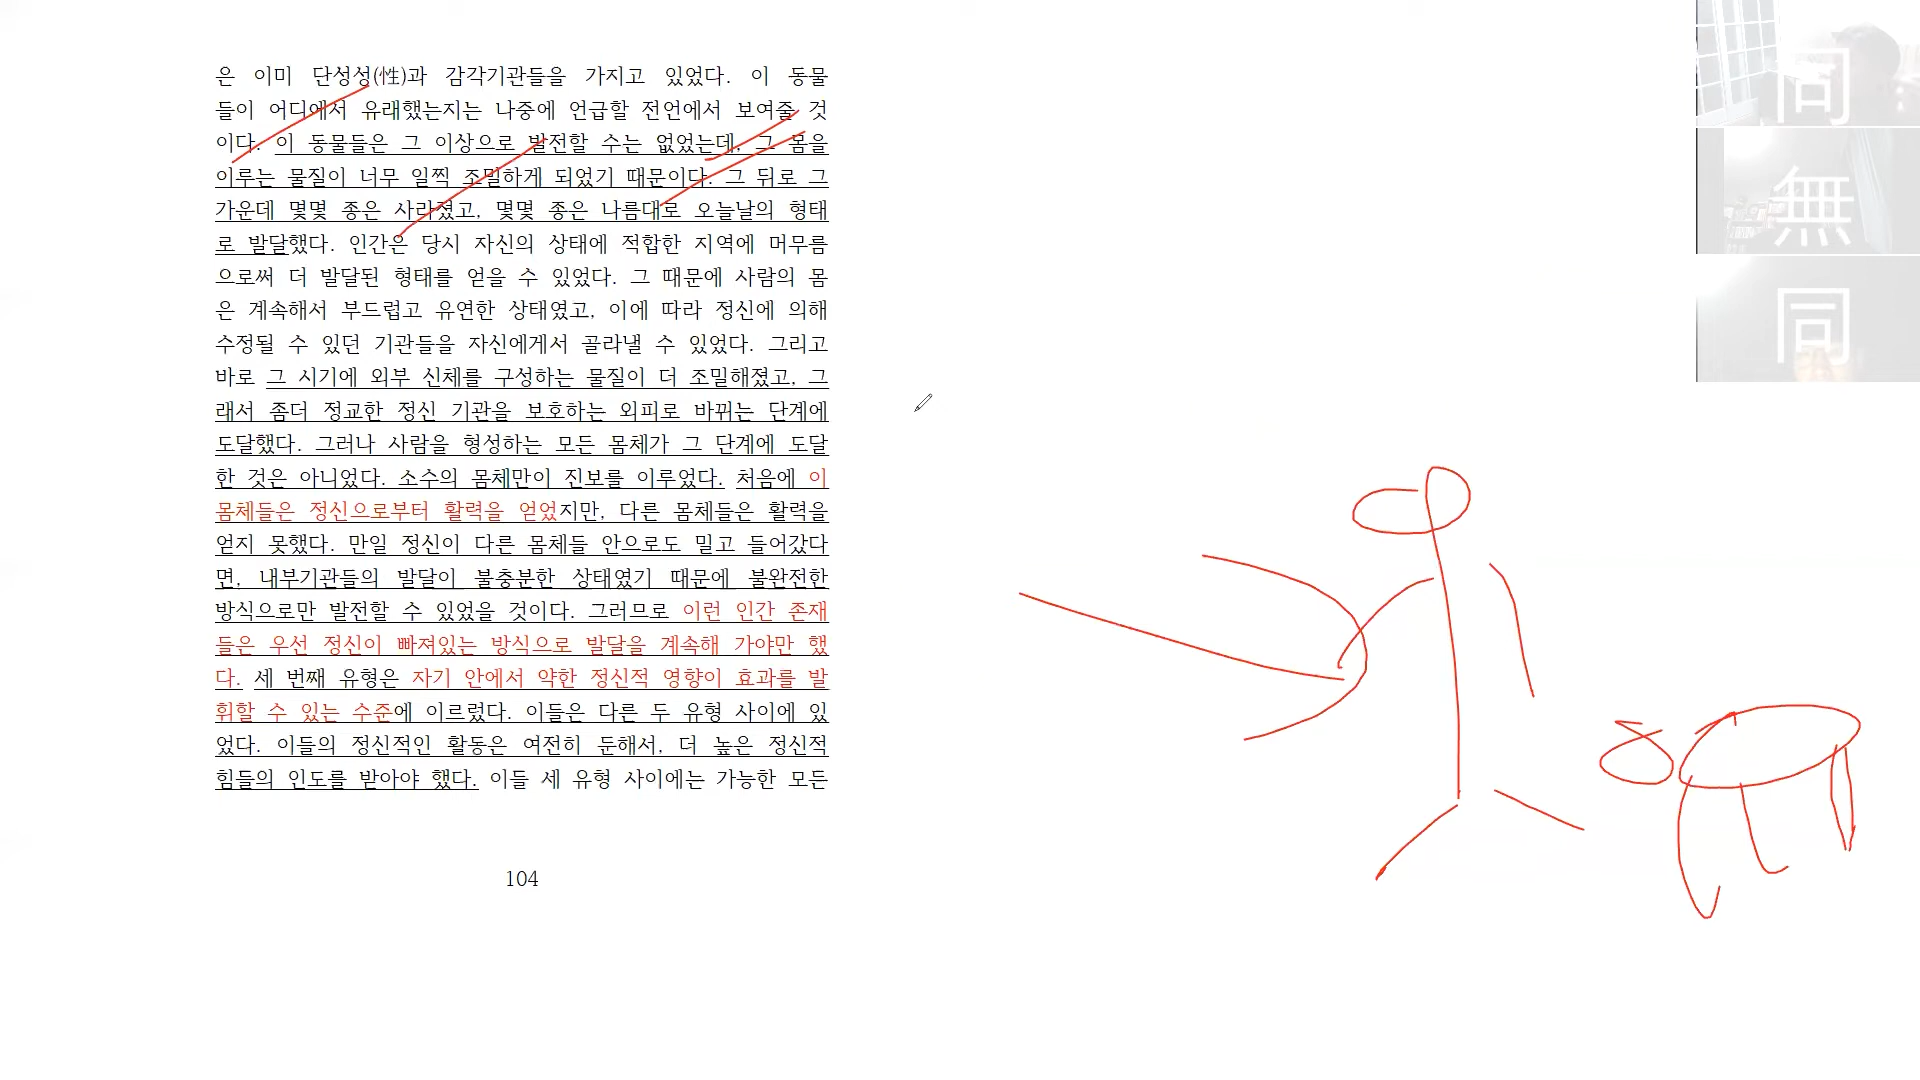 은 이미 단성성(性)과 감각기관들을 가지고 있었다. 이 동물
들이 어디에서 유래했는지는 나중에 언급할 전언에서 보여줄 것
이다. 이 동물들은 그 이상으로 발전할 수는 없었는데, 그 몸을
이루는 물질이 너무 일찍 조밀하게 되었기 때문이다. 그 뒤로 그
가운데 몇몇 종은 사라졌고, 몇몇 종은 나름대로 오늘날의 형태
로 발달했다. 인간은 당시 자신의 상태에 적합한 지역에 머무름
으로써 더 발달된 형태를 얻을 수 있었다. 그 때문에 사람의 몸
은 계속해서 부드럽고 유연한 상태였고, 이에 따라 정신에 의해
수정될 수 있던 기관들을 자신에게서 골라낼 수 있었다. 그리고
바로 그 시기에 외부 신체를 구성하는 물질이 더 조밀해졌고, 그
래서 좀더 정교한 정신 기관을 보호하는 외피로 바뀌는 단계에
도달했다. 그러나 사람을 형성하는 모든 몸체가 그 단계에 도달
한 것은 아니었다. 소수의 몸체만이 진보를 이루었다. 처음에 이
몸체들은 정신으로부터 활력을 얻었지만, 다른 몸체들은 활력을
얻지 못했다. 만일 정신이 다른 몸체들 안으로도 밀고 들어갔다
면, 내부기관들의 발달이 불충분한 상태였기 때문에 불완전한
방식으로만 발전할 수 있었을 것이다. 그러므로 이런 인간 존재
들은 우선 정신이 빠져있는 방식으로 발달을 계속해 가야만 했
다. 세 번째 유형은 자기 안에서 약한 정신적 영향이 효과를 발
휘할 수 있는 수준에 이르렀다. 이들은 다른 두 유형 사이에 있
었다. 이들의 정신적인 활동은 여전히 둔해서, 더 높은 정신적
힘들의 인도를 받아야 했다. 이들 세 유형 사이에는 가능한 모든
104
同
無
同